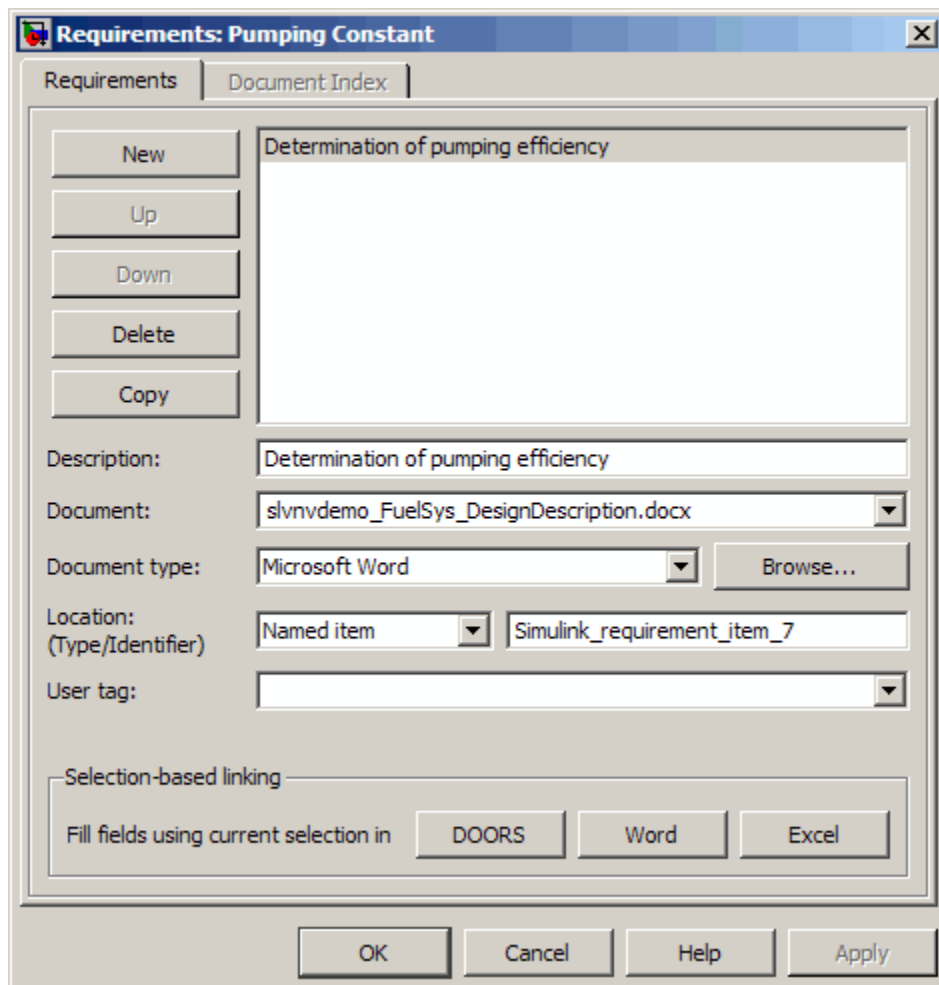 Requirements: Pumping Constant
Requirements
Document Index
New
Up
Down
Delete
Copy
Determination of pumping efficiency
Description:
Determination of pumping efficiency
Document:
slvnvdemo_FuelSys_DesignDescription.docx
Document type:
Microsoft Word
Browse...
Location:
(Type/Identifier)
Named item
Simulink_requirement_item_7
User tag:
Selection-based linking
Fill fields using current selection in
DOORS
Word
Excel
OK
Cancel
Help
Apply